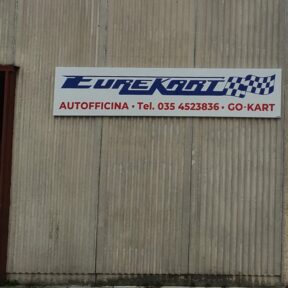 EUREKART
AUTOFFICINA • Tel. 035 4523836 • GO-KART